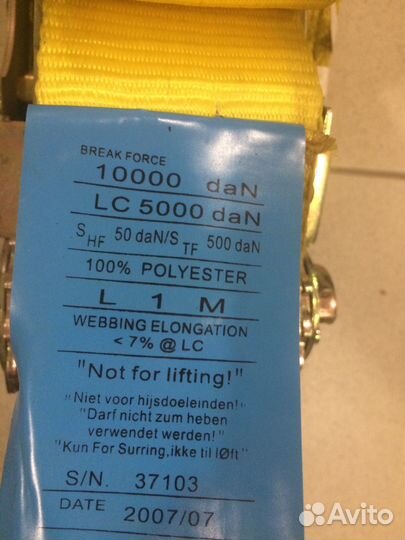 BREAK FORCE
10000 daN
LC 5000 daN
S HF 50 daN/S TF 500 daN
100% POLYESTER
L 1 M
WEBBING ELONGATION
< 7% @ LC
"Not for lifting!"
"Niet voor hijsdoeleinden!"
"Darf nicht zum heben
verwendet werden!"
"Kun For Surring,ikke til lØft"
S/N. 37103
DATE 2007/07
Avito